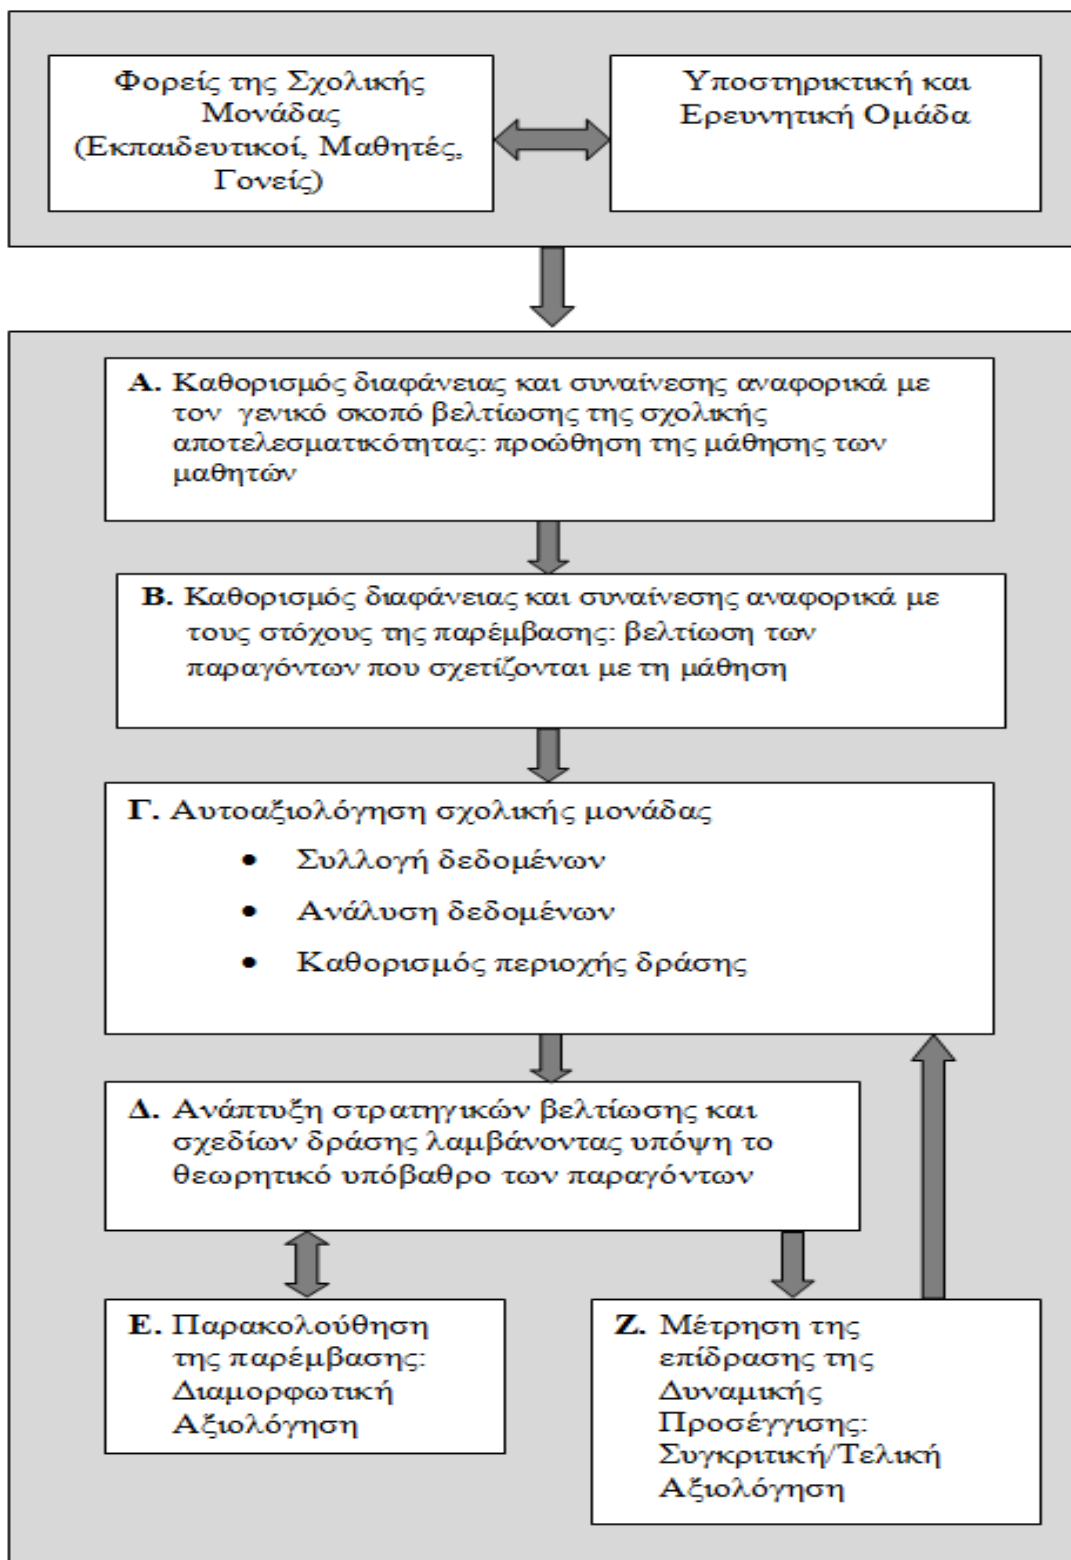 Φορείς της Σχολικής
Μονάδας
(Εκπαιδευτικοί, Μαθητές,
Γονείς)
Υποστηρικτική και
Ερευνητική Ομάδα
Α. Καθορισμός διαφάνειας και συναίνεσης αναφορικά με
τον γενικό σκοπό βελτίωσης της σχολικής
αποτελεσματικότητας: προώθηση της μάθησης των
μαθητών
Β. Καθορισμός διαφάνειας και συναίνεσης αναφορικά με
τους στόχους της παρέμβασης: βελτίωση των
παραγόντων που σχετίζονται με τη μάθηση
Γ. Αυτοαξιολόγηση σχολικής μονάδας
• Συλλογή δεδομένων
• Ανάλυση δεδομένων
• Καθορισμός περιοχής δράσης
Δ. Ανάπτυξη στρατηγικών βελτίωσης και
σχεδίων δράσης λαμβάνοντας υπόψη το
θεωρητικό υπόβαθρο των παραγόντων
Ε. Παρακολούθηση
της παρέμβασης:
Διαμορφωτική
Αξιολόγηση
Ζ. Μέτρηση της
επίδρασης της
Δυναμικής
Προσέγγισης:
Συγκριτική/Τελική
Αξιολόγηση